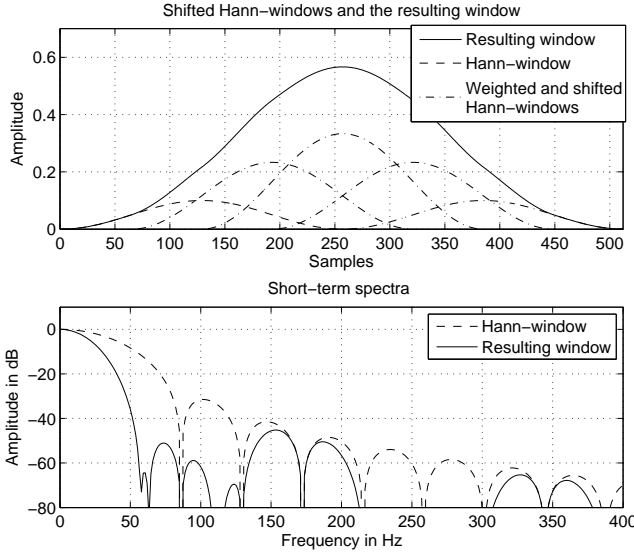 Shifted Hann−windows and the resulting window
Amplitude
0.6
0.4
0.2
0
0 50 100 150 200 250 300 350 400 450 500
Samples
Resulting window
Hann−window
Weighted and shifted
Hann−windows
Short−term spectra
Amplitude in dB
0
−20
−40
−60
−80
0 50 100 150 200 250 300 350 400
Frequency in Hz
Hann−window
Resulting window